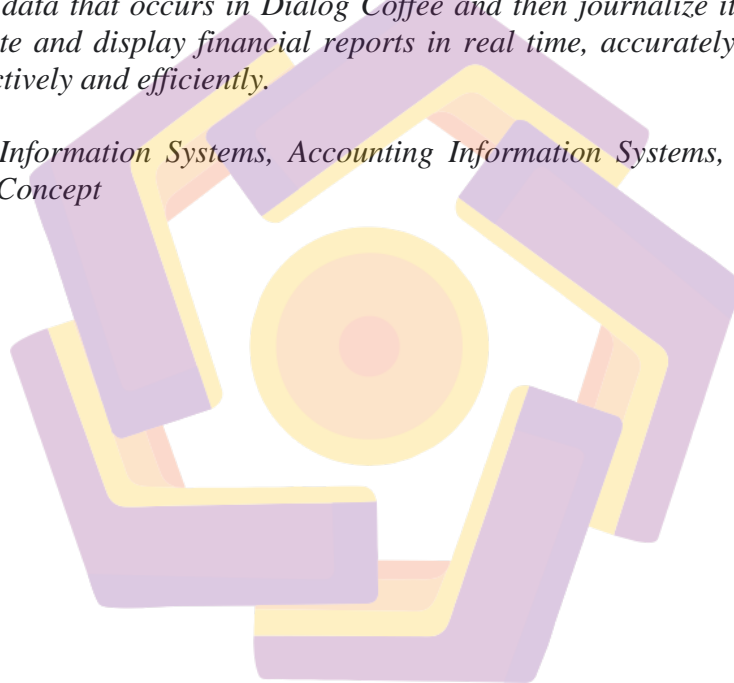 data that occurs in Dialog Coffee and then journalize it
te and display financial reports in real time, accurately
ctively and efficiently.
Information Systems, Accounting Information Systems,
Concept